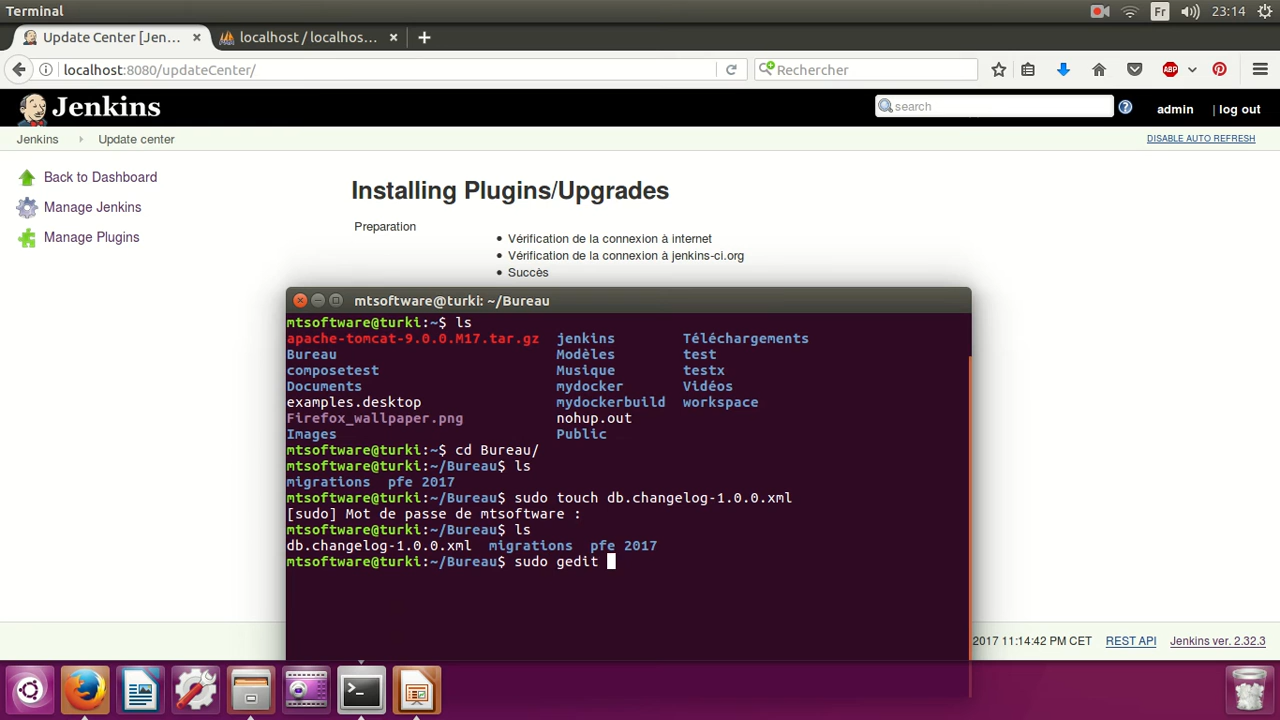 Terminal
Fr
23:14
Update Center [Jen...
localhost / localhos...
localhost:8080/updateCenter/
Rechercher
ABP
Jenkins
search
admin
| log out
Jenkins
Update center
DISABLE AUTO REFRESH
Back to Dashboard
Manage Jenkins
Manage Plugins
Installing Plugins/Upgrades
Preparation
Vérification de la connexion à internet
Vérification de la connexion à jenkins-ci.org
Succès
mtsoftware@turki: ~/Bureau
mtsoftware@turki:~$ ls
apache-tomcat-9.0.0.M17.tar.gz jenkins Téléchargements
Bureau Modèles test
composetest Musique testx
Documents mydocker Vidéos
examples.desktop mydockerbuild workspace
Firefox_wallpaper.png nohup.out
Images Public
mtsoftware@turki:~$ cd Bureau/
mtsoftware@turki:~/Bureau$ ls
migrations pfe 2017
mtsoftware@turki:~/Bureau$ sudo touch db.changelog-1.0.0.xml
[sudo] Mot de passe de mtsoftware :
mtsoftware@turki:~/Bureau$ ls
db.changelog-1.0.0.xml migrations pfe 2017
mtsoftware@turki:~/Bureau$ sudo gedit
2017 11:14:42 PM CET
REST API
Jenkins ver. 2.32.3